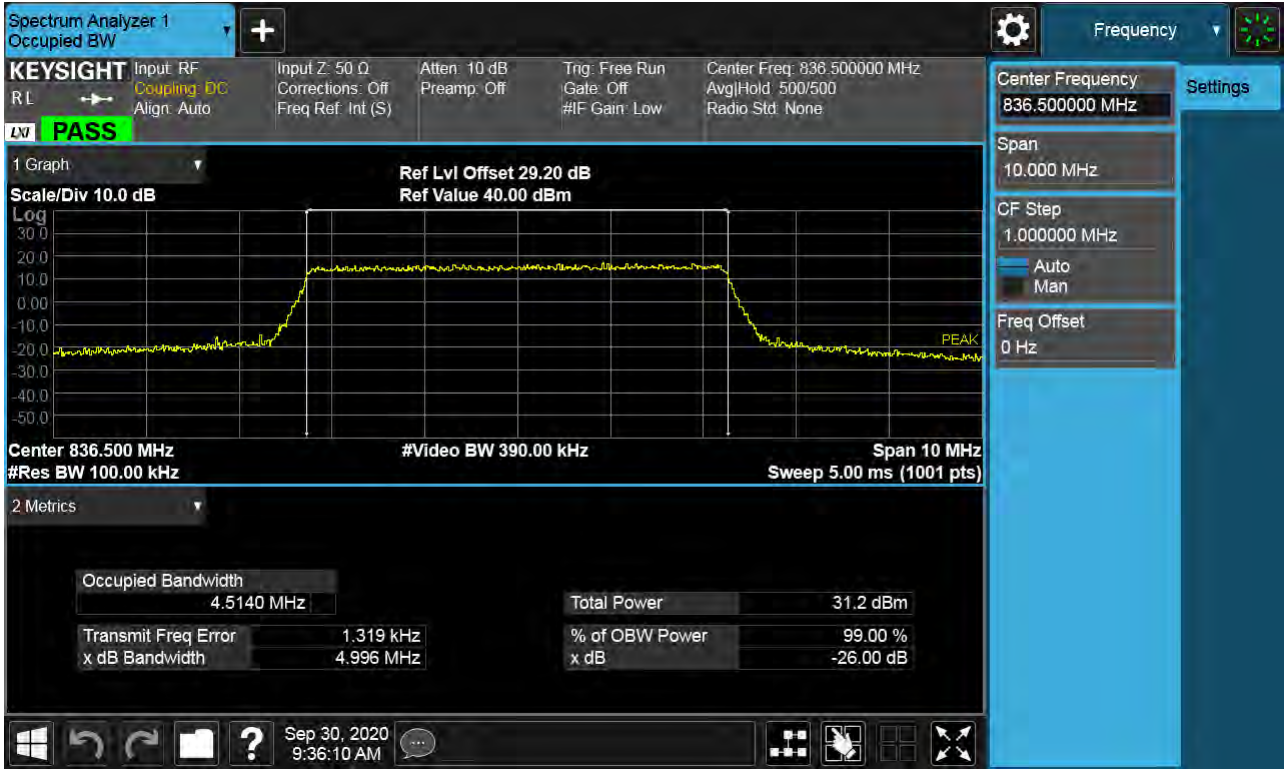 Spectrum Analyzer 1
Occupied BW
+
Frequency
KEYSIGHT
RL
LXI
PASS
Input: RF
Coupling: DC
Align: Auto
Input Z: 50 Ω
Corrections: Off
Freq Ref: Int (S)
Atten: 10 dB
Preamp: Off
Trig: Free Run
Gate: Off
#IF Gain: Low
Center Freq: 836.500000 MHz
Avg|Hold: 500/500
Radio Std: None
Center Frequency
836.500000 MHz
Settings
Span
10.000 MHz
CF Step
1.000000 MHz
Auto
Man
Freq Offset
0 Hz
1 Graph
Ref Lvl Offset 29.20 dB
Scale/Div 10.0 dB
Ref Value 40.00 dBm
Log
30.0
20.0
10.0
0.00
-10.0
-20.0
-30.0
-40.0
-50.0
PEAK
Center 836.500 MHz
#Video BW 390.00 kHz
Span 10 MHz
#Res BW 100.00 kHz
Sweep 5.00 ms (1001 pts)
2 Metrics
Occupied Bandwidth
4.5140 MHz
Total Power 31.2 dBm
Transmit Freq Error 1.319 kHz
% of OBW Power 99.00 %
x dB Bandwidth 4.996 MHz
x dB -26.00 dB
?
Sep 30, 2020
9:36:10 AM